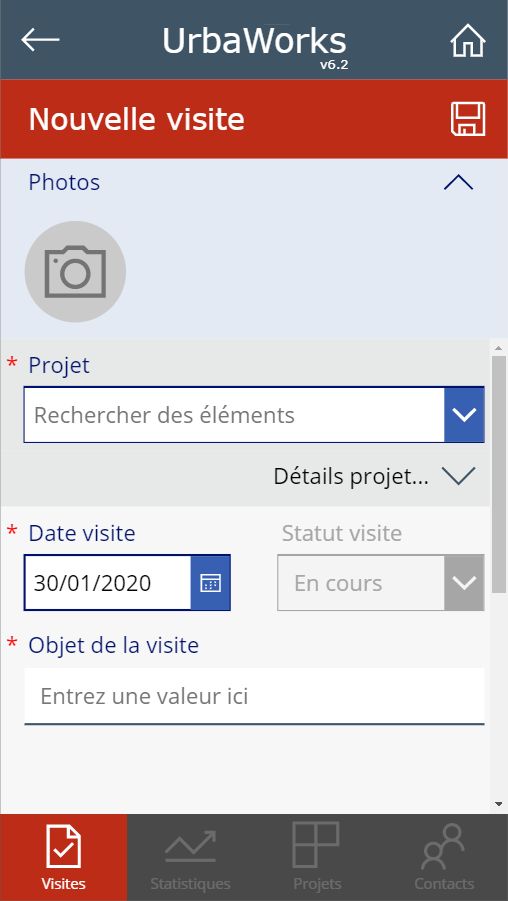 UrbaWorks
v6.2
Nouvelle visite
Photos
* Projet
Rechercher des éléments
Détails projet...
* Date visite
Statut visite
30/01/2020
En cours
* Objet de la visite
Entrez une valeur ici
Visites
Statistiques
Projets
Contacts